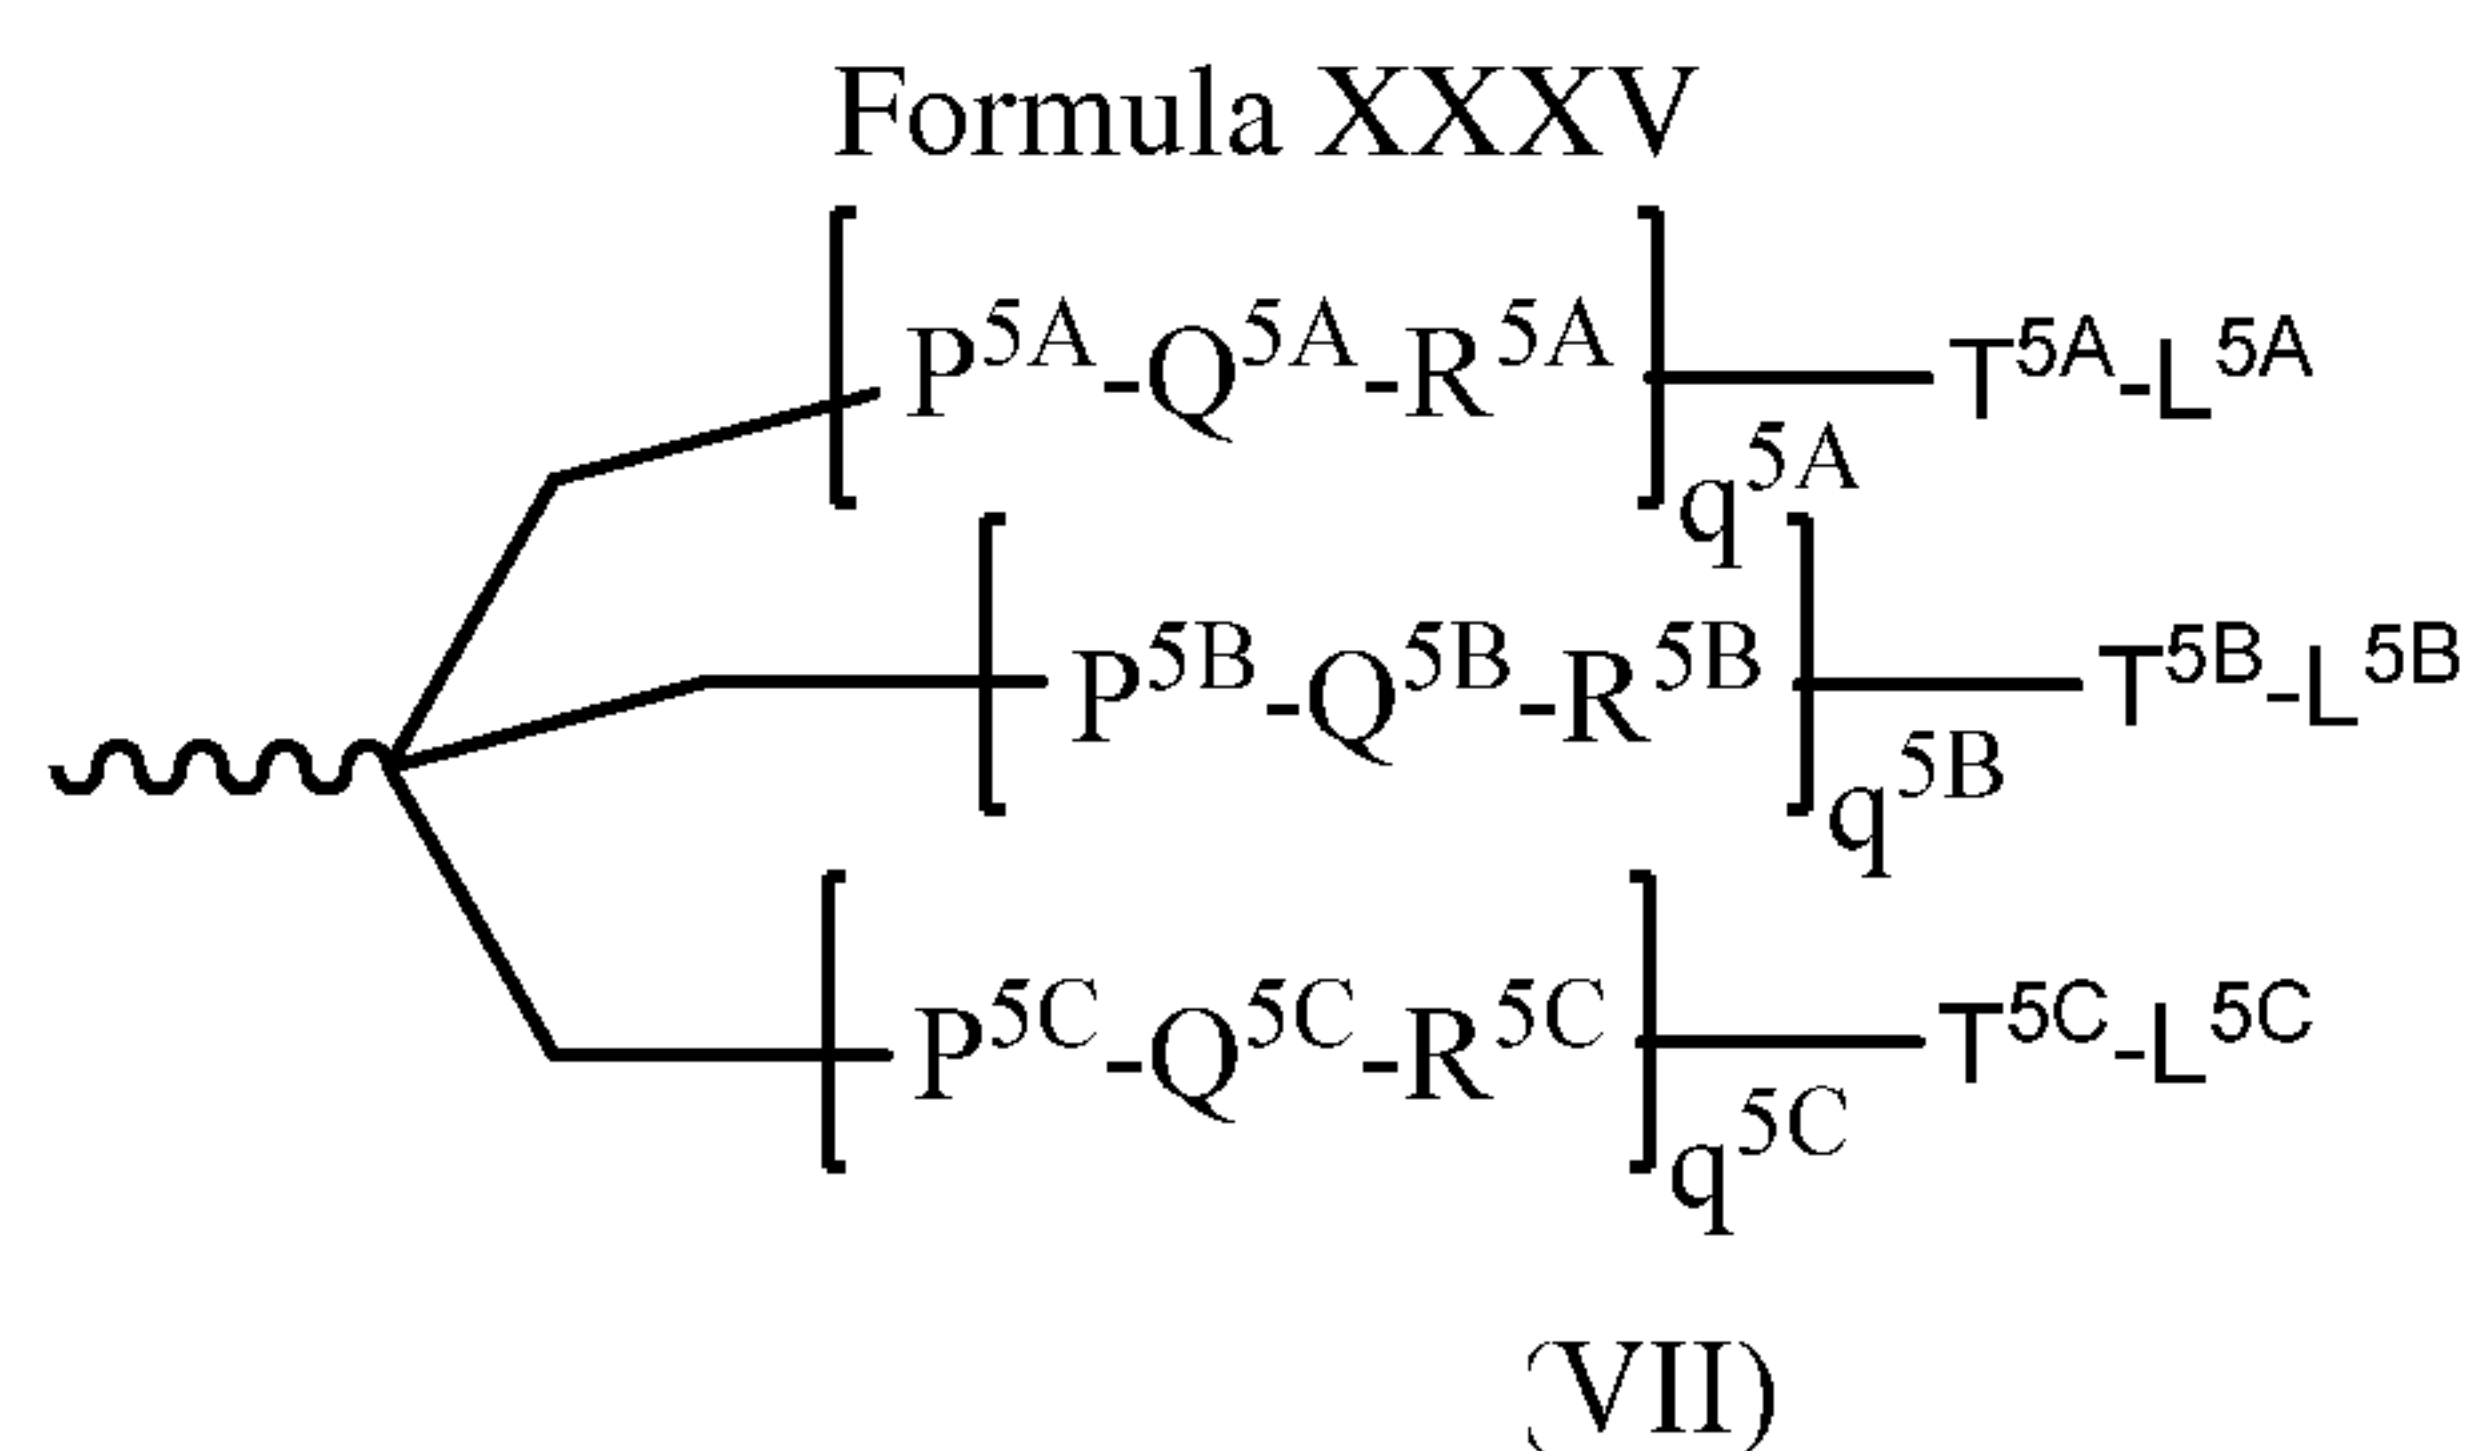 Formula XXXV
P5A-Q5A-R5A q5A T5A-L5A
P5B-Q5B-R5B q5B T5B-L5B
P5C-Q5C-R5C q5C T5C-L5C
(VII)